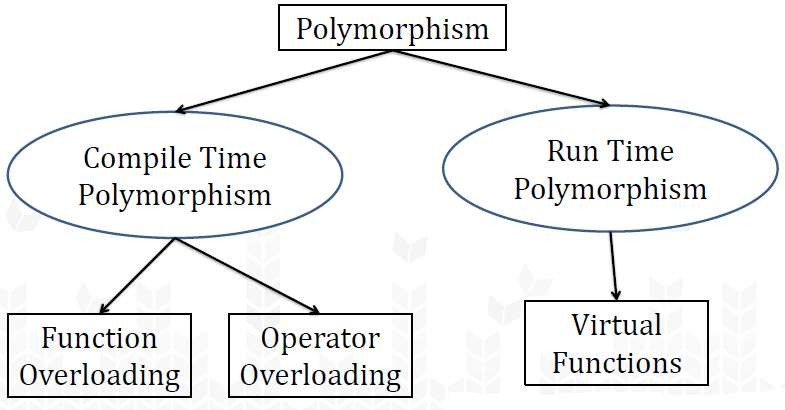 Polymorphism
Compile Time
Polymorphism
Run Time
Polymorphism
Function
Overloading
Operator
Overloading
Virtual
Functions